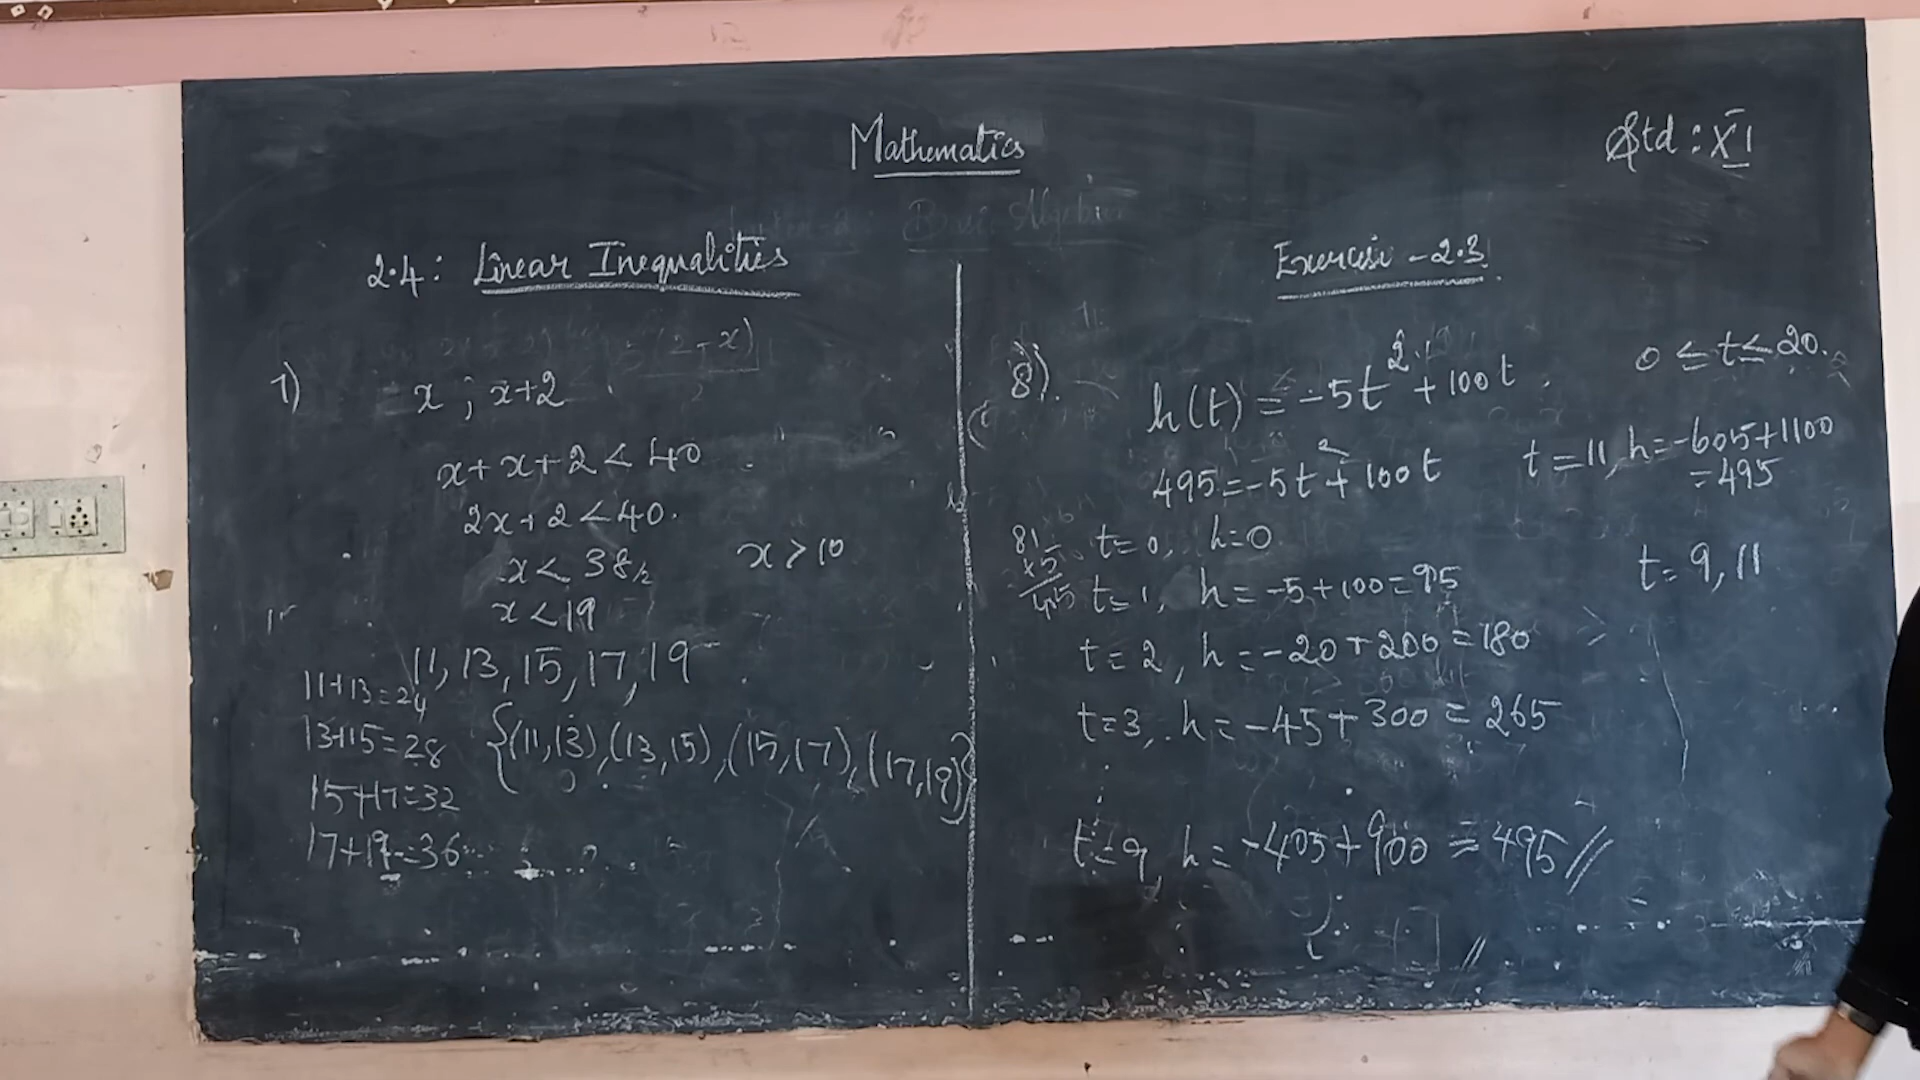 Mathematics
Std : XI
2.4 : Linear Inequalities
7)
x ; x+2
x + x + 2 < 40
2x + 2 < 40.
x < 38/2
x > 10
x < 19
11, 13, 15, 17, 19
11+13=24
13+15=28
15+17=32
17+19=36
{(11,13),(13,15),(15,17),(17,19)}
Exercise - 2.3
8).
h(t) = -5t² + 100t
0 ≤ t ≤ 20.
495 = -5t² + 100t
t = 11, h = -605 + 1100
= 495
81
x5
405
t = 0, h = 0
t = 1, h = -5 + 100 = 95
t = 9, 11
t = 2, h = -20 + 200 = 180
t = 3, h = -45 + 300 = 265
t = 9, h = -405 + 900 = 495 //